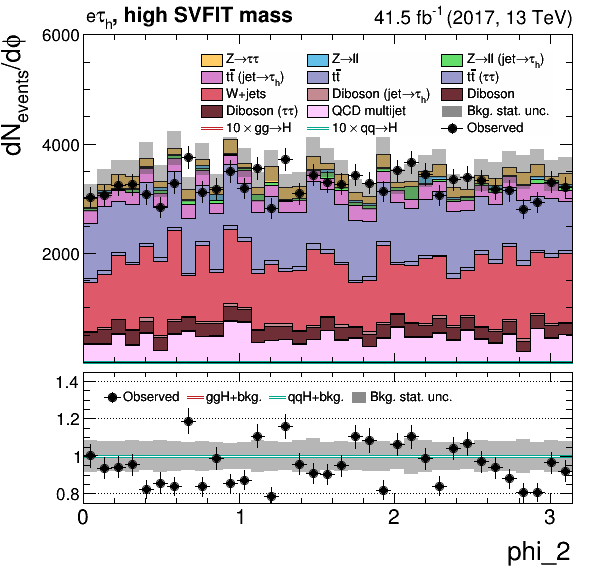 eτh, high SVFIT mass 41.5 fb⁻¹ (2017, 13 TeV)
dNevents/dϕ
6000
4000
2000
Z→ττ Z→ll Z→ll (jet→τh)
tt̄ (jet→τh) tt̄ tt̄ (ττ)
W+jets Diboson (jet→τh) Diboson
Diboson (ττ) QCD multijet Bkg. stat. unc.
10 × gg→H 10 × qq→H Observed
1.4
1.2
1
0.8
Observed ggH+bkg. qqH+bkg. Bkg. stat. unc.
0 1 2 3
phi_2